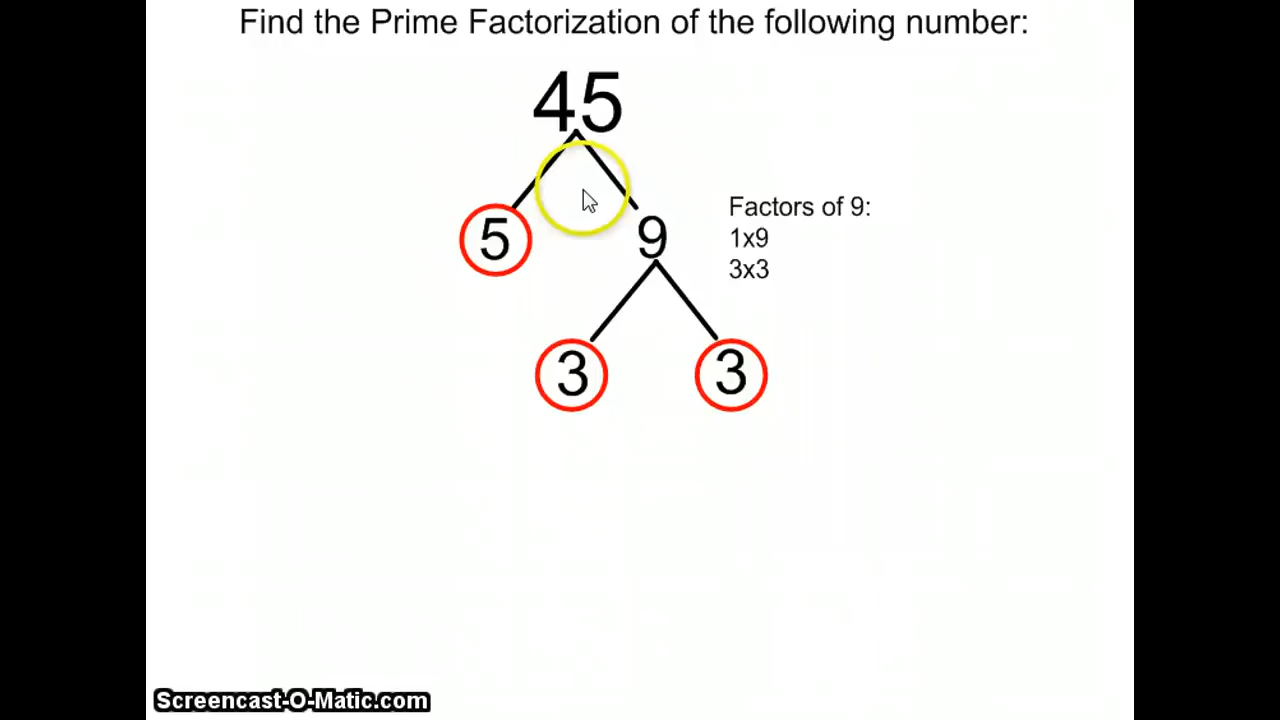 Find the Prime Factorization of the following number:
45
5
9
Factors of 9:
1x9
3x3
3
3
Screencast-O-Matic.com